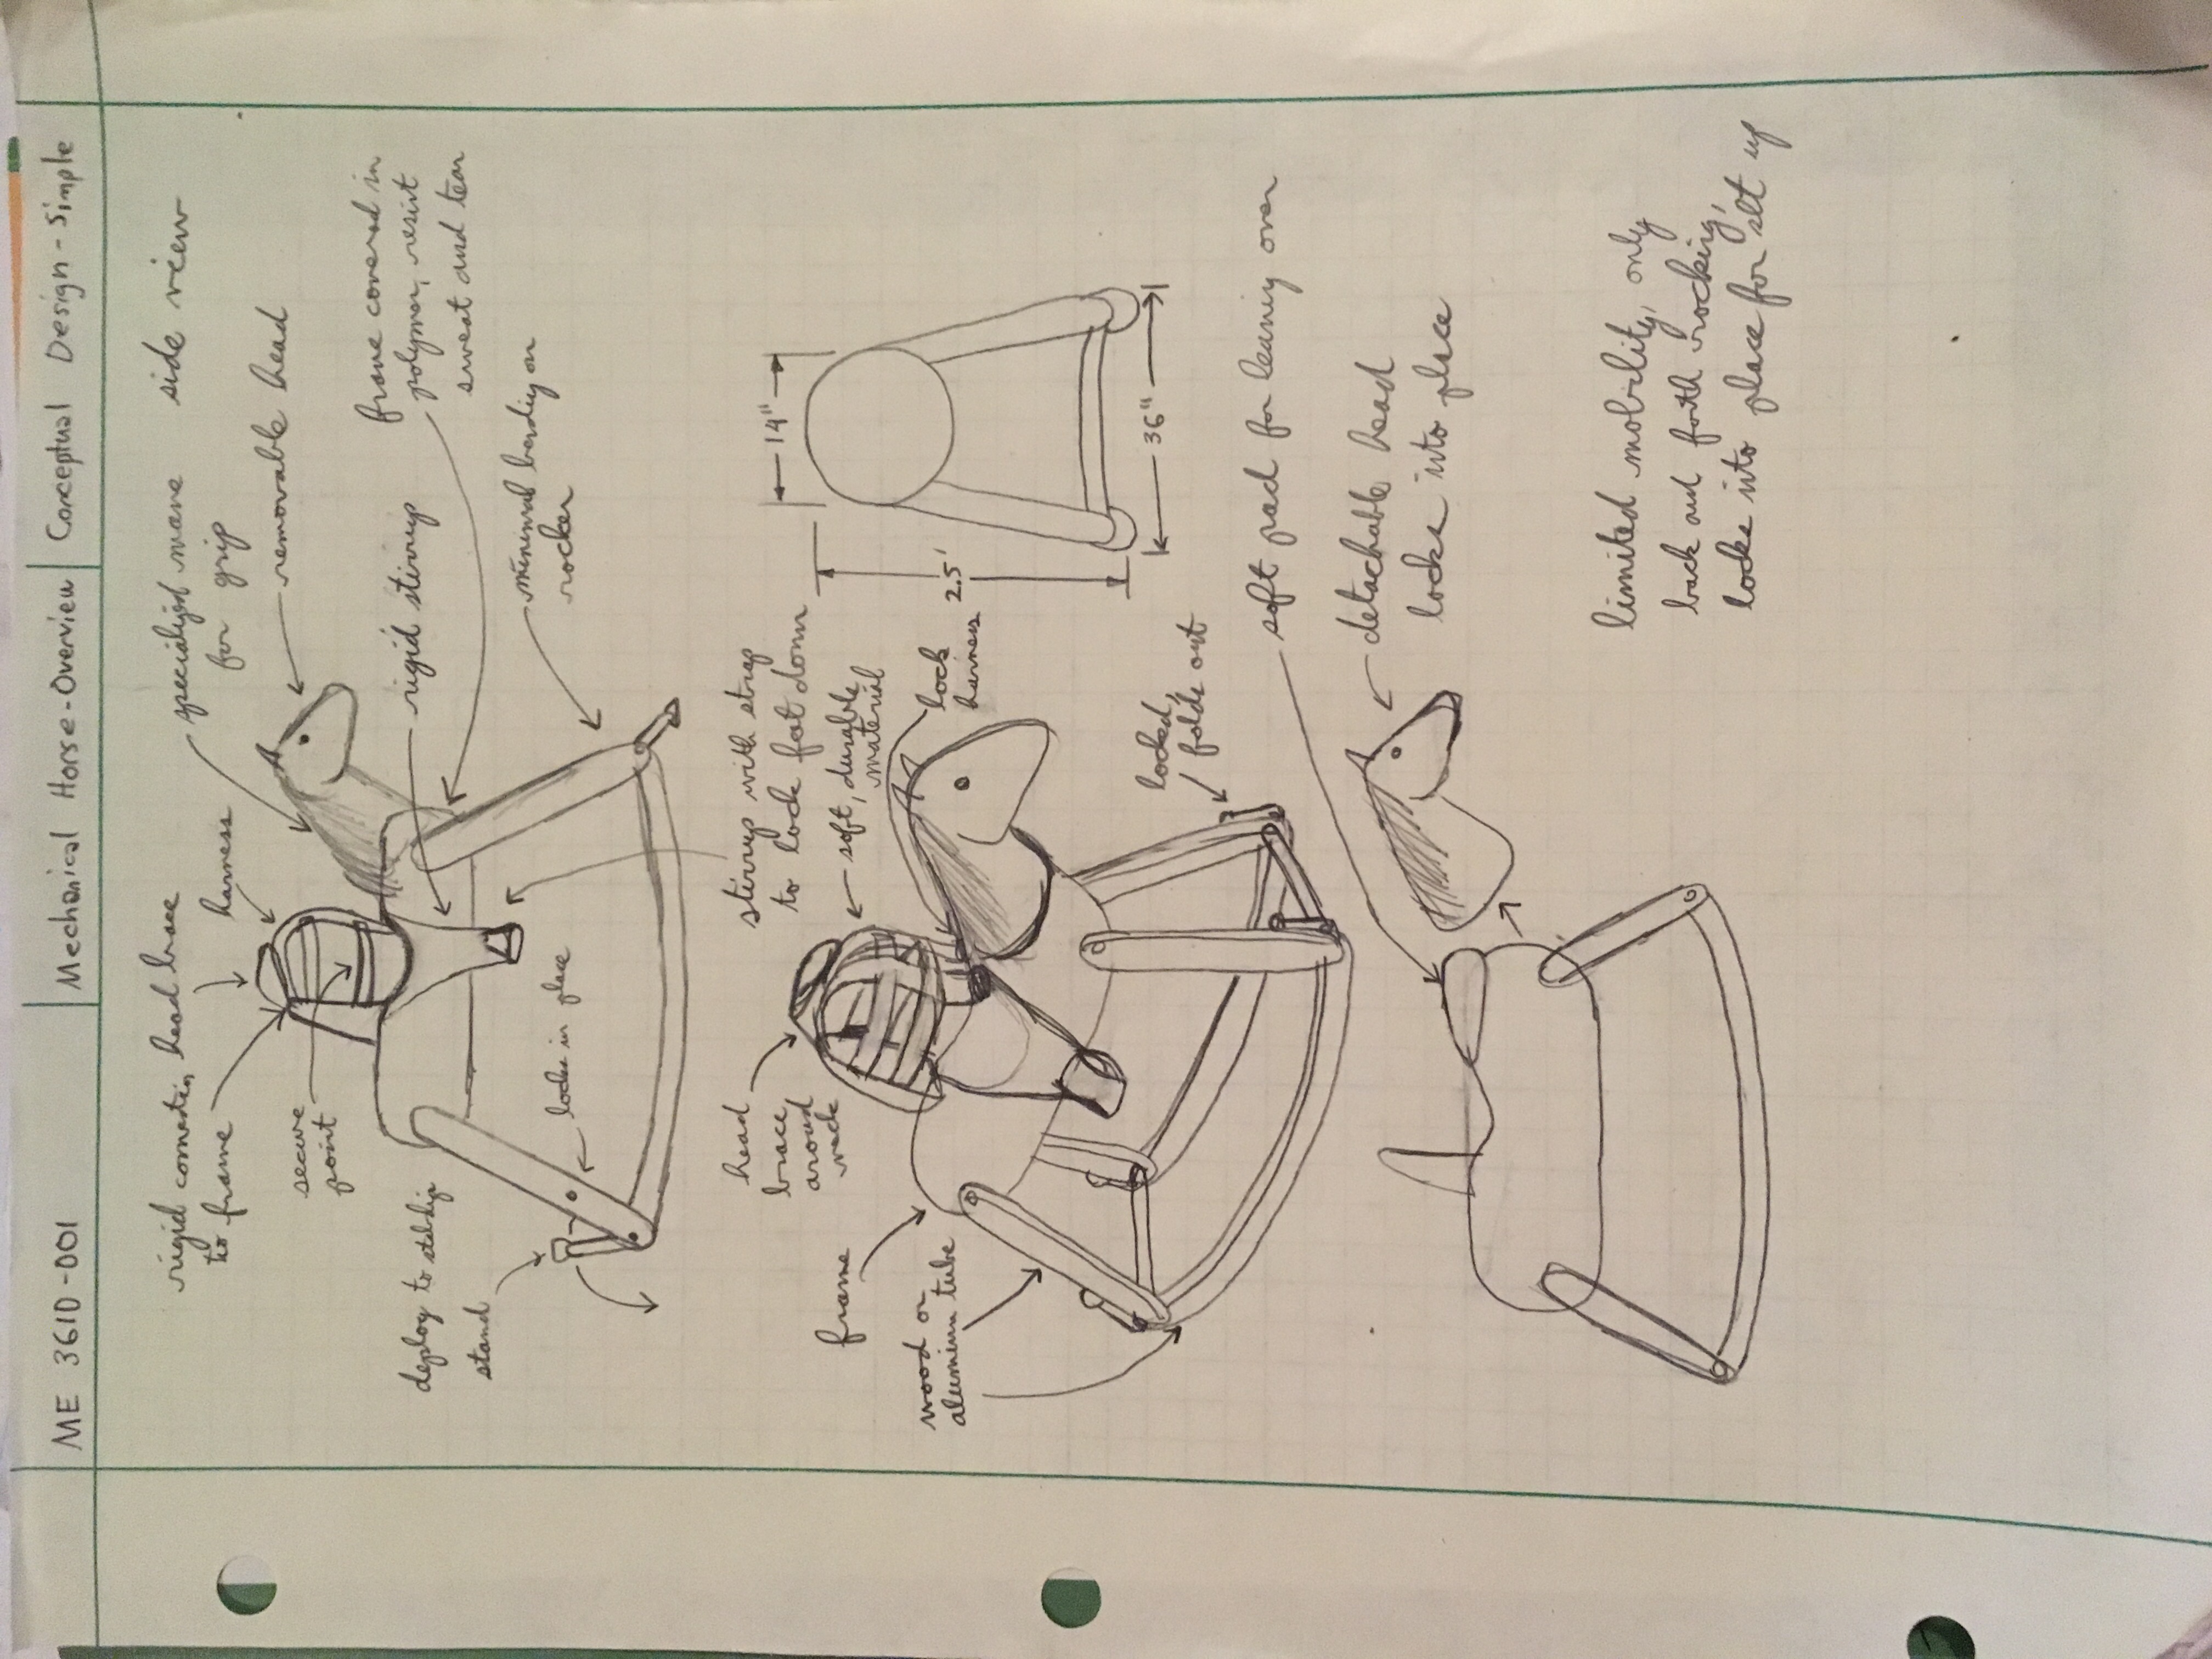 ME 3610-001
Mechanical Horse-Overview
Conceptual Design - Simple
rigid connection
to frame
head brace
harness
specialized mane
for grip
side view
removable head
secure
point
frame covered in
polymer, resist
sweat and tear
deploy to
stand
rigid stirrup
locks in place
minimal on
rocker
stirrup with strap
to lock feet down
head
brace
around
neck
14"
frame
soft, durable
material
wood or
aluminum tube
lock
harness
2.5'
36"
locked,
folds out
soft pad for leaning over
detachable head
locks into place
limited mobility, only
back and forth rocking,
locks into place for set up